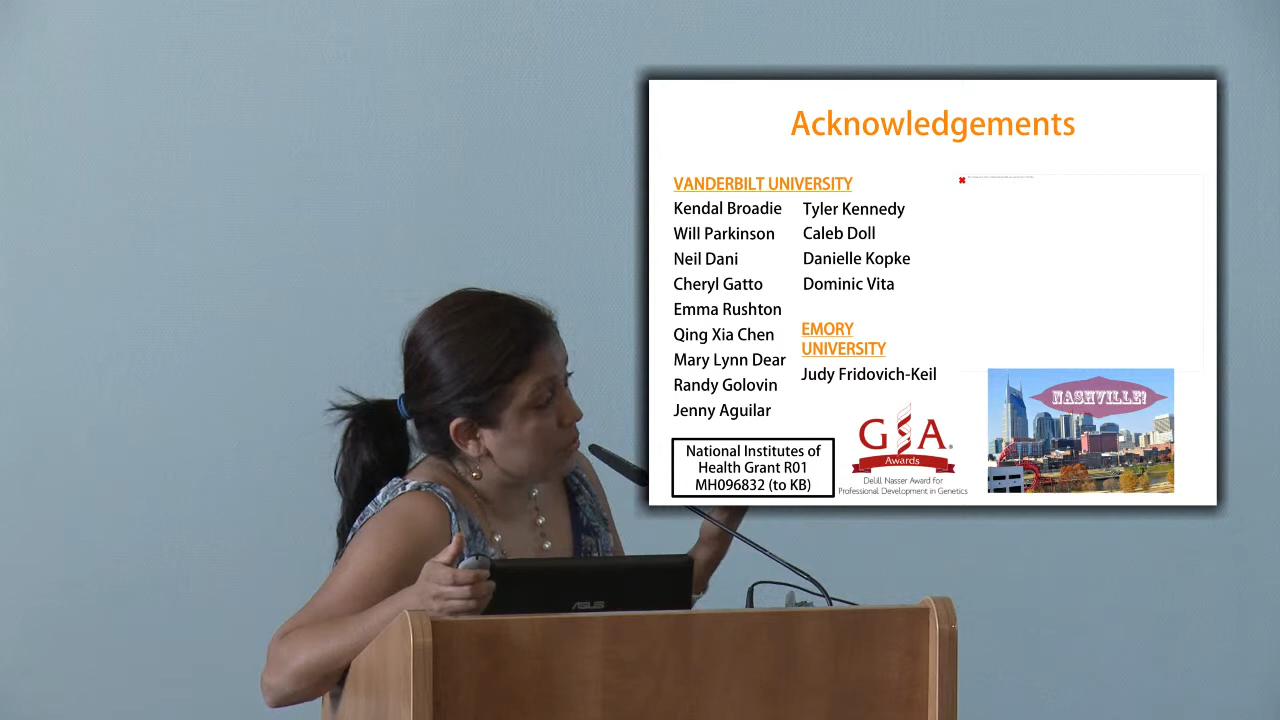 Acknowledgements
VANDERBILT UNIVERSITY
Kendal Broadie
Will Parkinson
Neil Dani
Cheryl Gatto
Emma Rushton
Qing Xia Chen
Mary Lynn Dear
Randy Golovin
Jenny Aguilar
Tyler Kennedy
Caleb Doll
Danielle Kopke
Dominic Vita
EMORY
UNIVERSITY
Judy Fridovich-Keil
National Institutes of
Health Grant R01
MH096832 (to KB)
GSA®
Awards
Delill Nasser Award for
Professional Development in Genetics
NASHVILLE!
ASUS